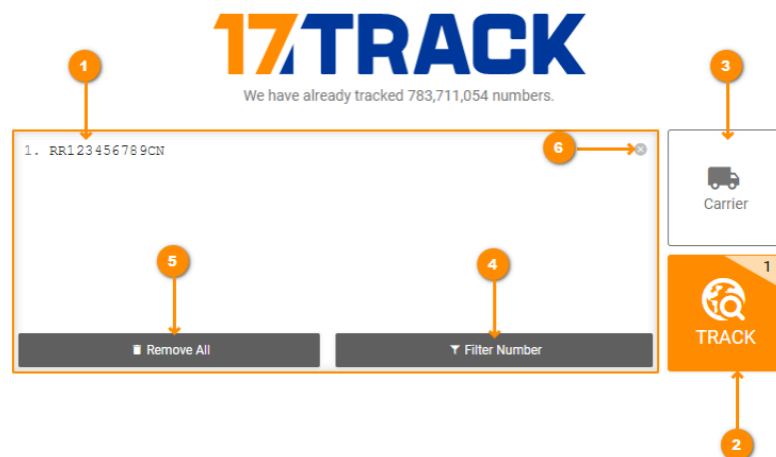 17TRACK
1
3
We have already tracked 783,711,054 numbers.
1. RR123456789CN
6
Carrier
5
4
1
TRACK
Remove All
Filter Number
2